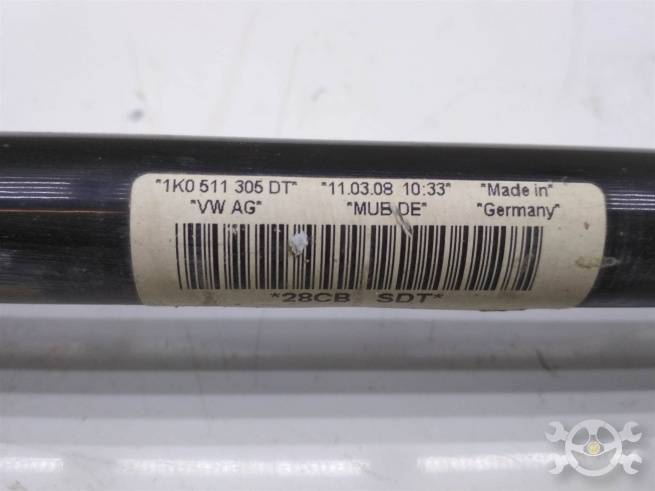 "1K0 511 305 DT" "11.03.08 10:33" "Made in"
"VW AG" "MUB DE" "Germany"
*28CB SDT*